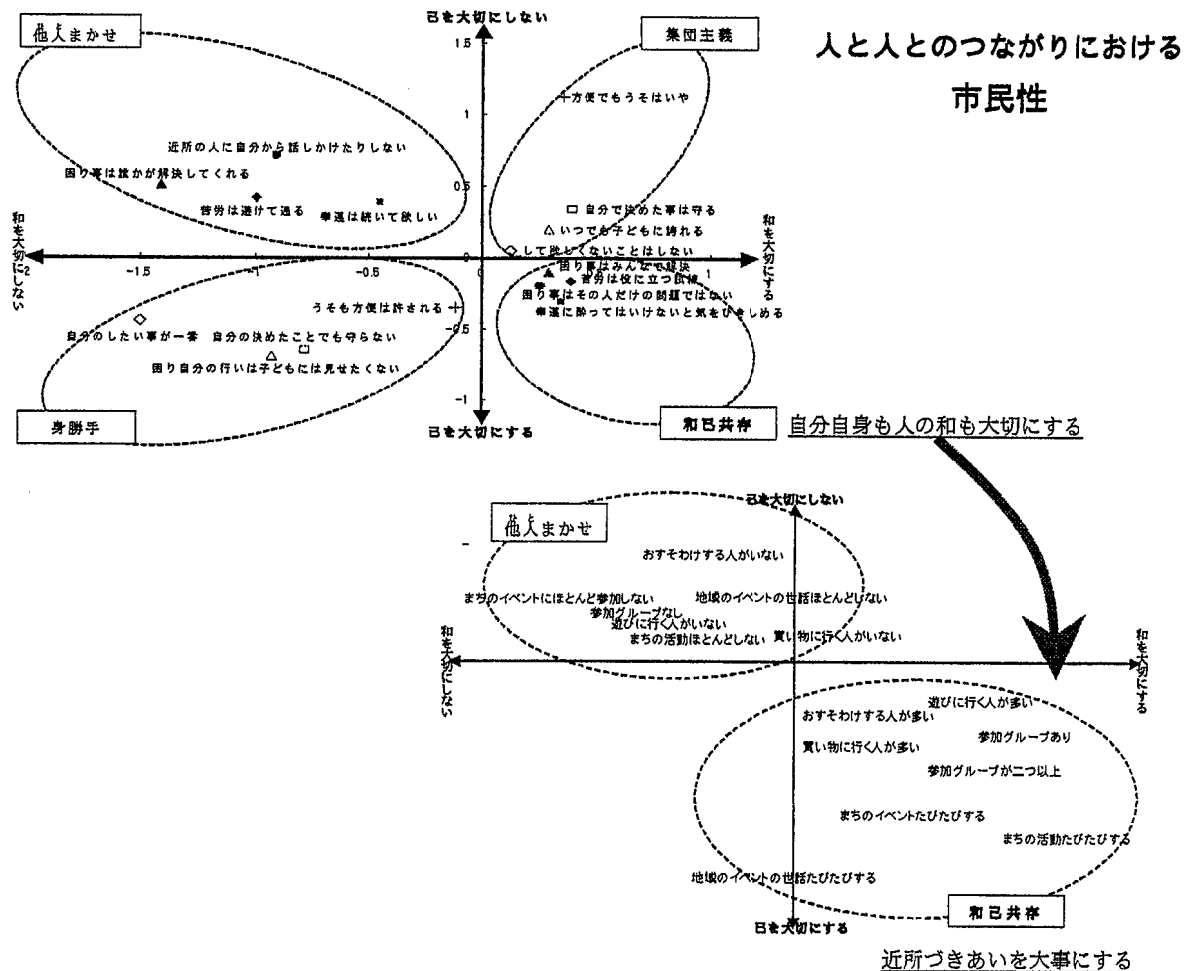 人と人とのつながりにおける
市民性
己を大切にしない
他人まかせ
ひと
集団主義
1.5
十方便でもうそはいや
1
近所の人に自分から話しかけたりしない
困り事は誰かが解決してくれる
0.5
苦労は避けて通る
幸運は続いて欲しい
自分で決めた事は守る
いつでも子どもに誇れる
して欲しくないことはしない
和を大切にしない
和を大切にする
-2
-1.5
-1
-0.5
0
0
1
困り事はみんなで解決
苦労は役に立つ試練
困り事はその人だけの問題ではない
幸運に酔ってはいけないと気をひきしめる
うそも方便は許される
-0.5
自分のしたい事が一番
自分の決めたことでも守らない
困り自分の行いは子どもには見せたくない
-1
身勝手
己を大切にする
和己共存
自分自身も人の和も大切にする
己を大切にしない
他人まかせ
ひと
おすそわけする人がいない
まちのイベントにほとんど参加しない
地域のイベントの世話ほとんどしない
参加グループなし
遊びに行く人がいない
まちの活動ほとんどしない
買い物に行く人がいない
和を大切にしない
和を大切にする
遊びに行く人が多い
おすそわけする人が多い
参加グループあり
買い物に行く人が多い
参加グループが二つ以上
まちのイベントたびたびする
まちの活動たびたびする
地域のイベントの世話たびたびする
和己共存
己を大切にする
近所づきあいを大事にする